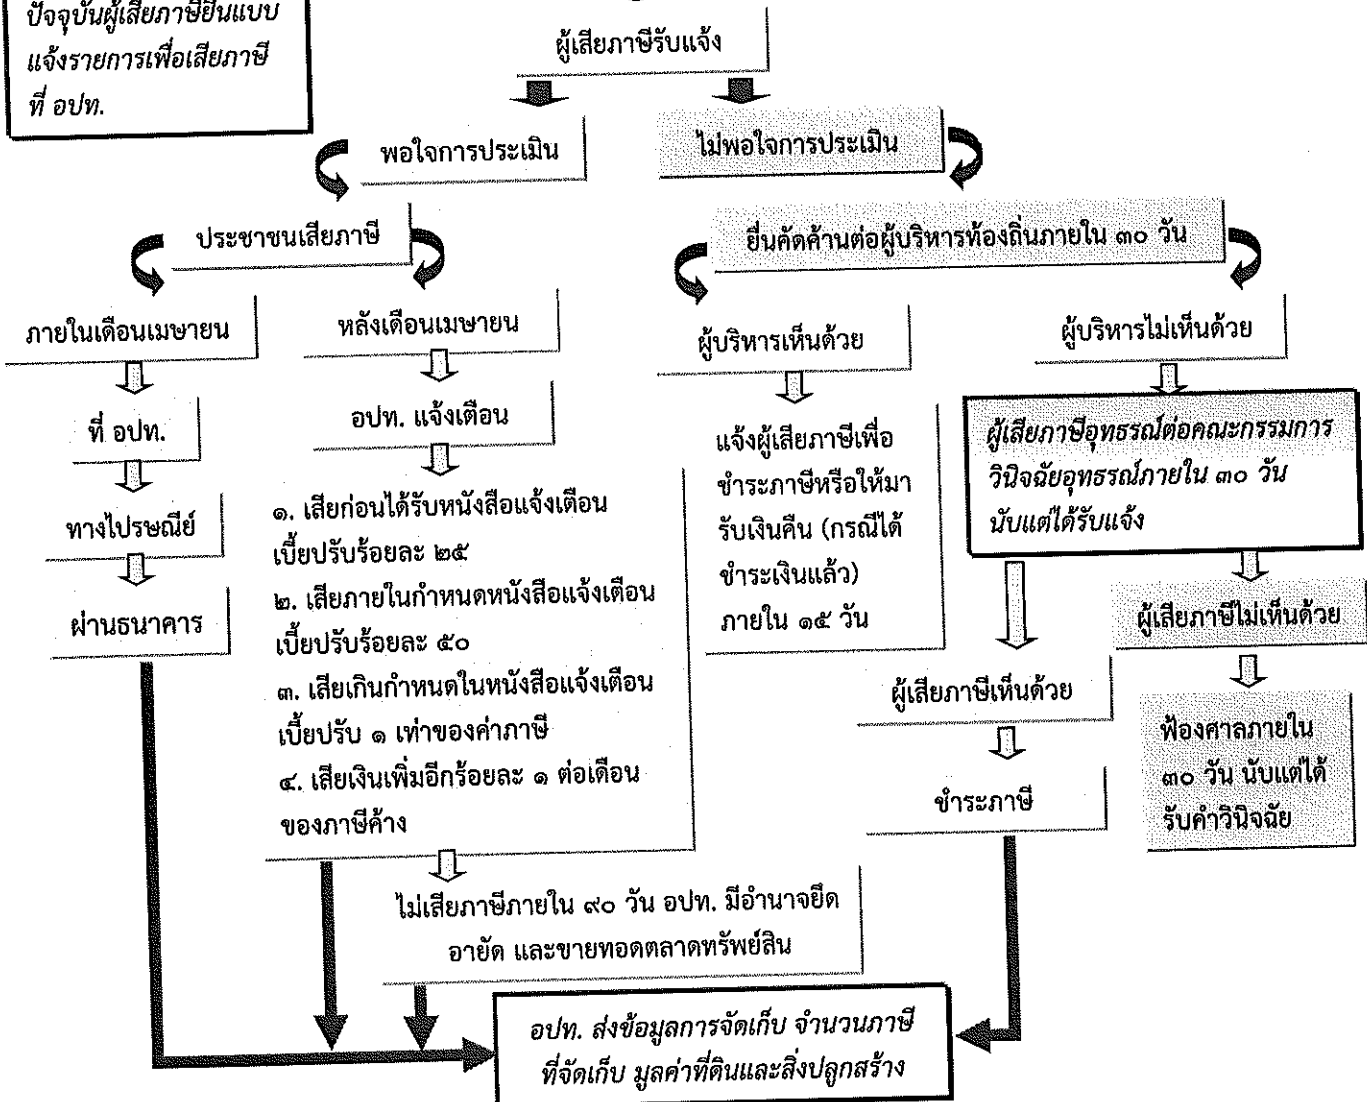 ปัจจุบันผู้เสียภาษียื่นแบบ
แจ้งรายการเพื่อเสียภาษี
ที่ อปท.
ผู้เสียภาษีรับแจ้ง
พอใจการประเมิน
ไม่พอใจการประเมิน
ประชาชนเสียภาษี
ยื่นคัดค้านต่อผู้บริหารท้องถิ่นภายใน ๓๐ วัน
ภายในเดือนเมษายน
หลังเดือนเมษายน
ผู้บริหารเห็นด้วย
ผู้บริหารไม่เห็นด้วย
ที่ อปท.
ทางไปรษณีย์
ผ่านธนาคาร
อปท. แจ้งเตือน
๑. เสียก่อนได้รับหนังสือแจ้งเตือน
เบี้ยปรับร้อยละ ๒๕
๒. เสียภายในกำหนดหนังสือแจ้งเตือน
เบี้ยปรับร้อยละ ๕๐
๓. เสียเกินกำหนดในหนังสือแจ้งเตือน
เบี้ยปรับ ๑ เท่าของค่าภาษี
๔. เสียเงินเพิ่มอีกร้อยละ ๑ ต่อเดือน
ของภาษีค้าง
แจ้งผู้เสียภาษีเพื่อ
ชำระภาษีหรือให้มา
รับเงินคืน (กรณีได้
ชำระเงินแล้ว)
ภายใน ๑๕ วัน
ผู้เสียภาษีอุทธรณ์ต่อคณะกรรมการ
วินิจฉัยอุทธรณ์ภายใน ๓๐ วัน
นับแต่ได้รับแจ้ง
ผู้เสียภาษีเห็นด้วย
ชำระภาษี
ผู้เสียภาษีไม่เห็นด้วย
ฟ้องศาลภายใน
๓๐ วัน นับแต่ได้
รับคำวินิจฉัย
ไม่เสียภาษีภายใน ๙๐ วัน อปท. มีอำนาจยึด
อายัด และขายทอดตลาดทรัพย์สิน
อปท. ส่งข้อมูลการจัดเก็บ จำนวนภาษี
ที่จัดเก็บ มูลค่าที่ดินและสิ่งปลูกสร้าง